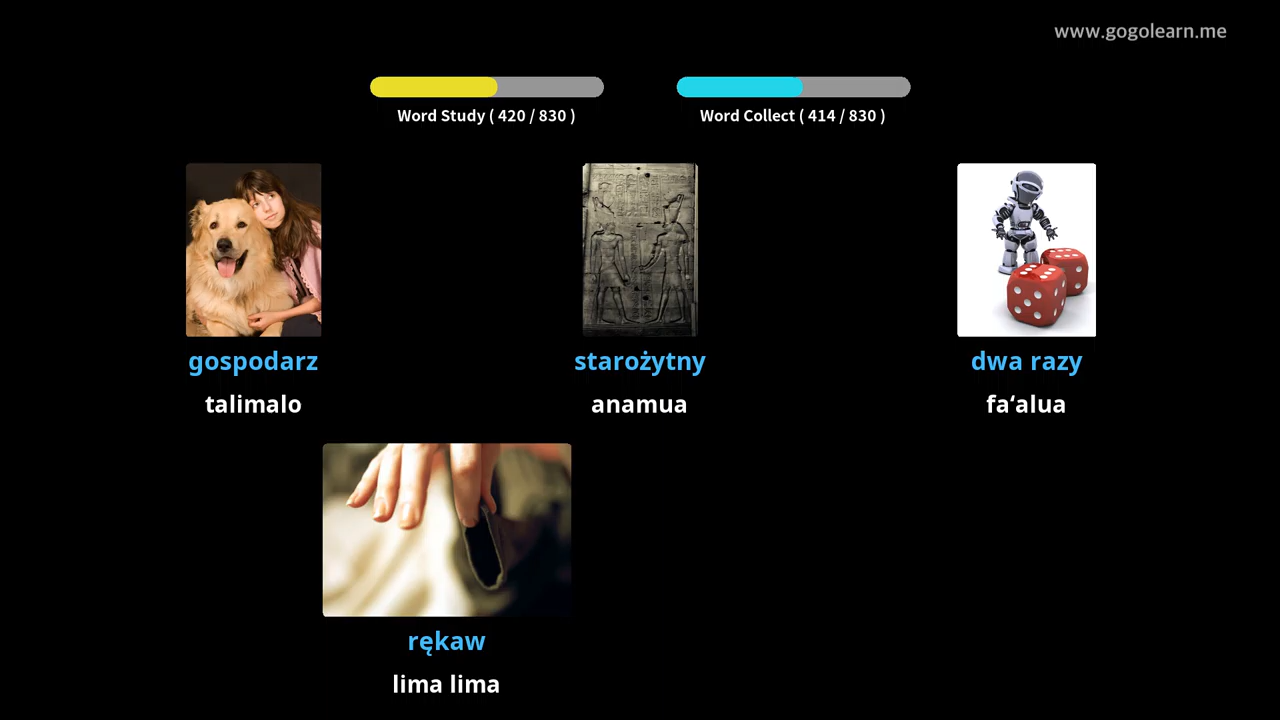 www.gogolearn.me
Word Study ( 420 / 830 )
Word Collect ( 414 / 830 )
gospodarz
starożytny
dwa razy
talimalo
anamua
fa‘alua
rękaw
lima lima